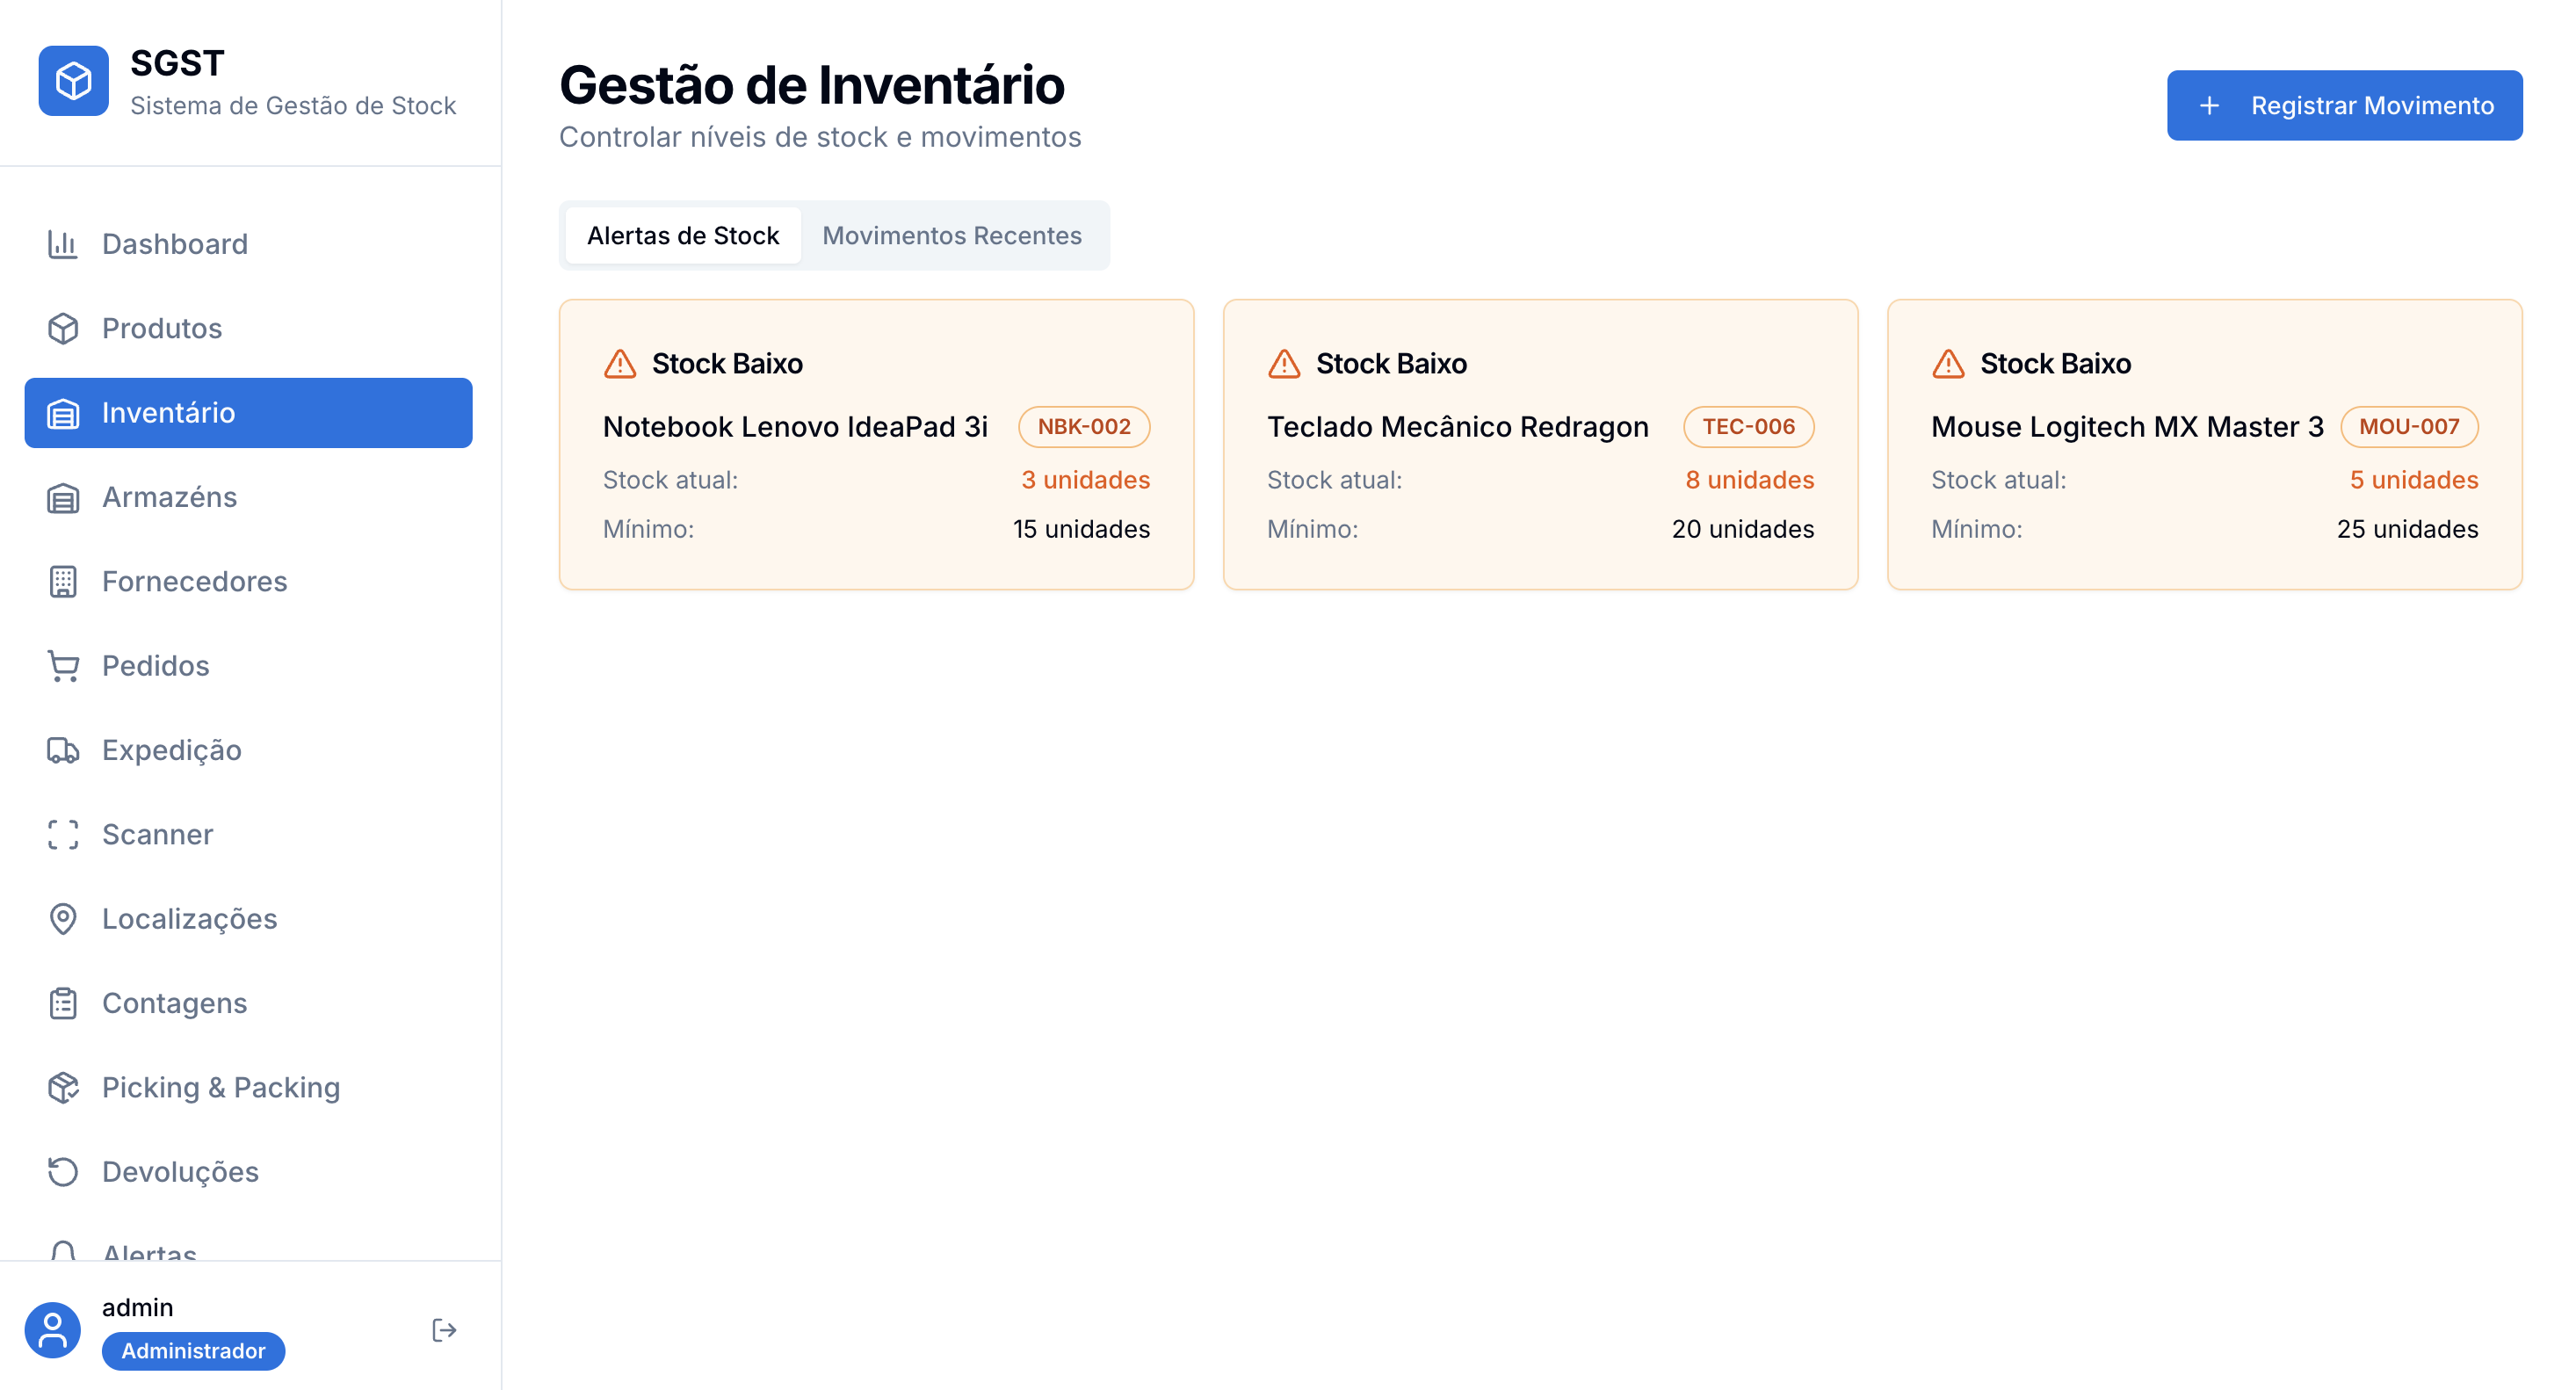 SGST
Sistema de Gestão de Stock
Dashboard
Produtos
Inventário
Armazéns
Fornecedores
Pedidos
Expedição
Scanner
Localizações
Contagens
Picking & Packing
Devoluções
Alertas
admin
Administrador
Gestão de Inventário
Controlar níveis de stock e movimentos
Registrar Movimento
Alertas de Stock
Movimentos Recentes
Stock Baixo
Notebook Lenovo IdeaPad 3i NBK-002
Stock atual: 3 unidades
Mínimo: 15 unidades
Stock Baixo
Teclado Mecânico Redragon TEC-006
Stock atual: 8 unidades
Mínimo: 20 unidades
Stock Baixo
Mouse Logitech MX Master 3 MOU-007
Stock atual: 5 unidades
Mínimo: 25 unidades